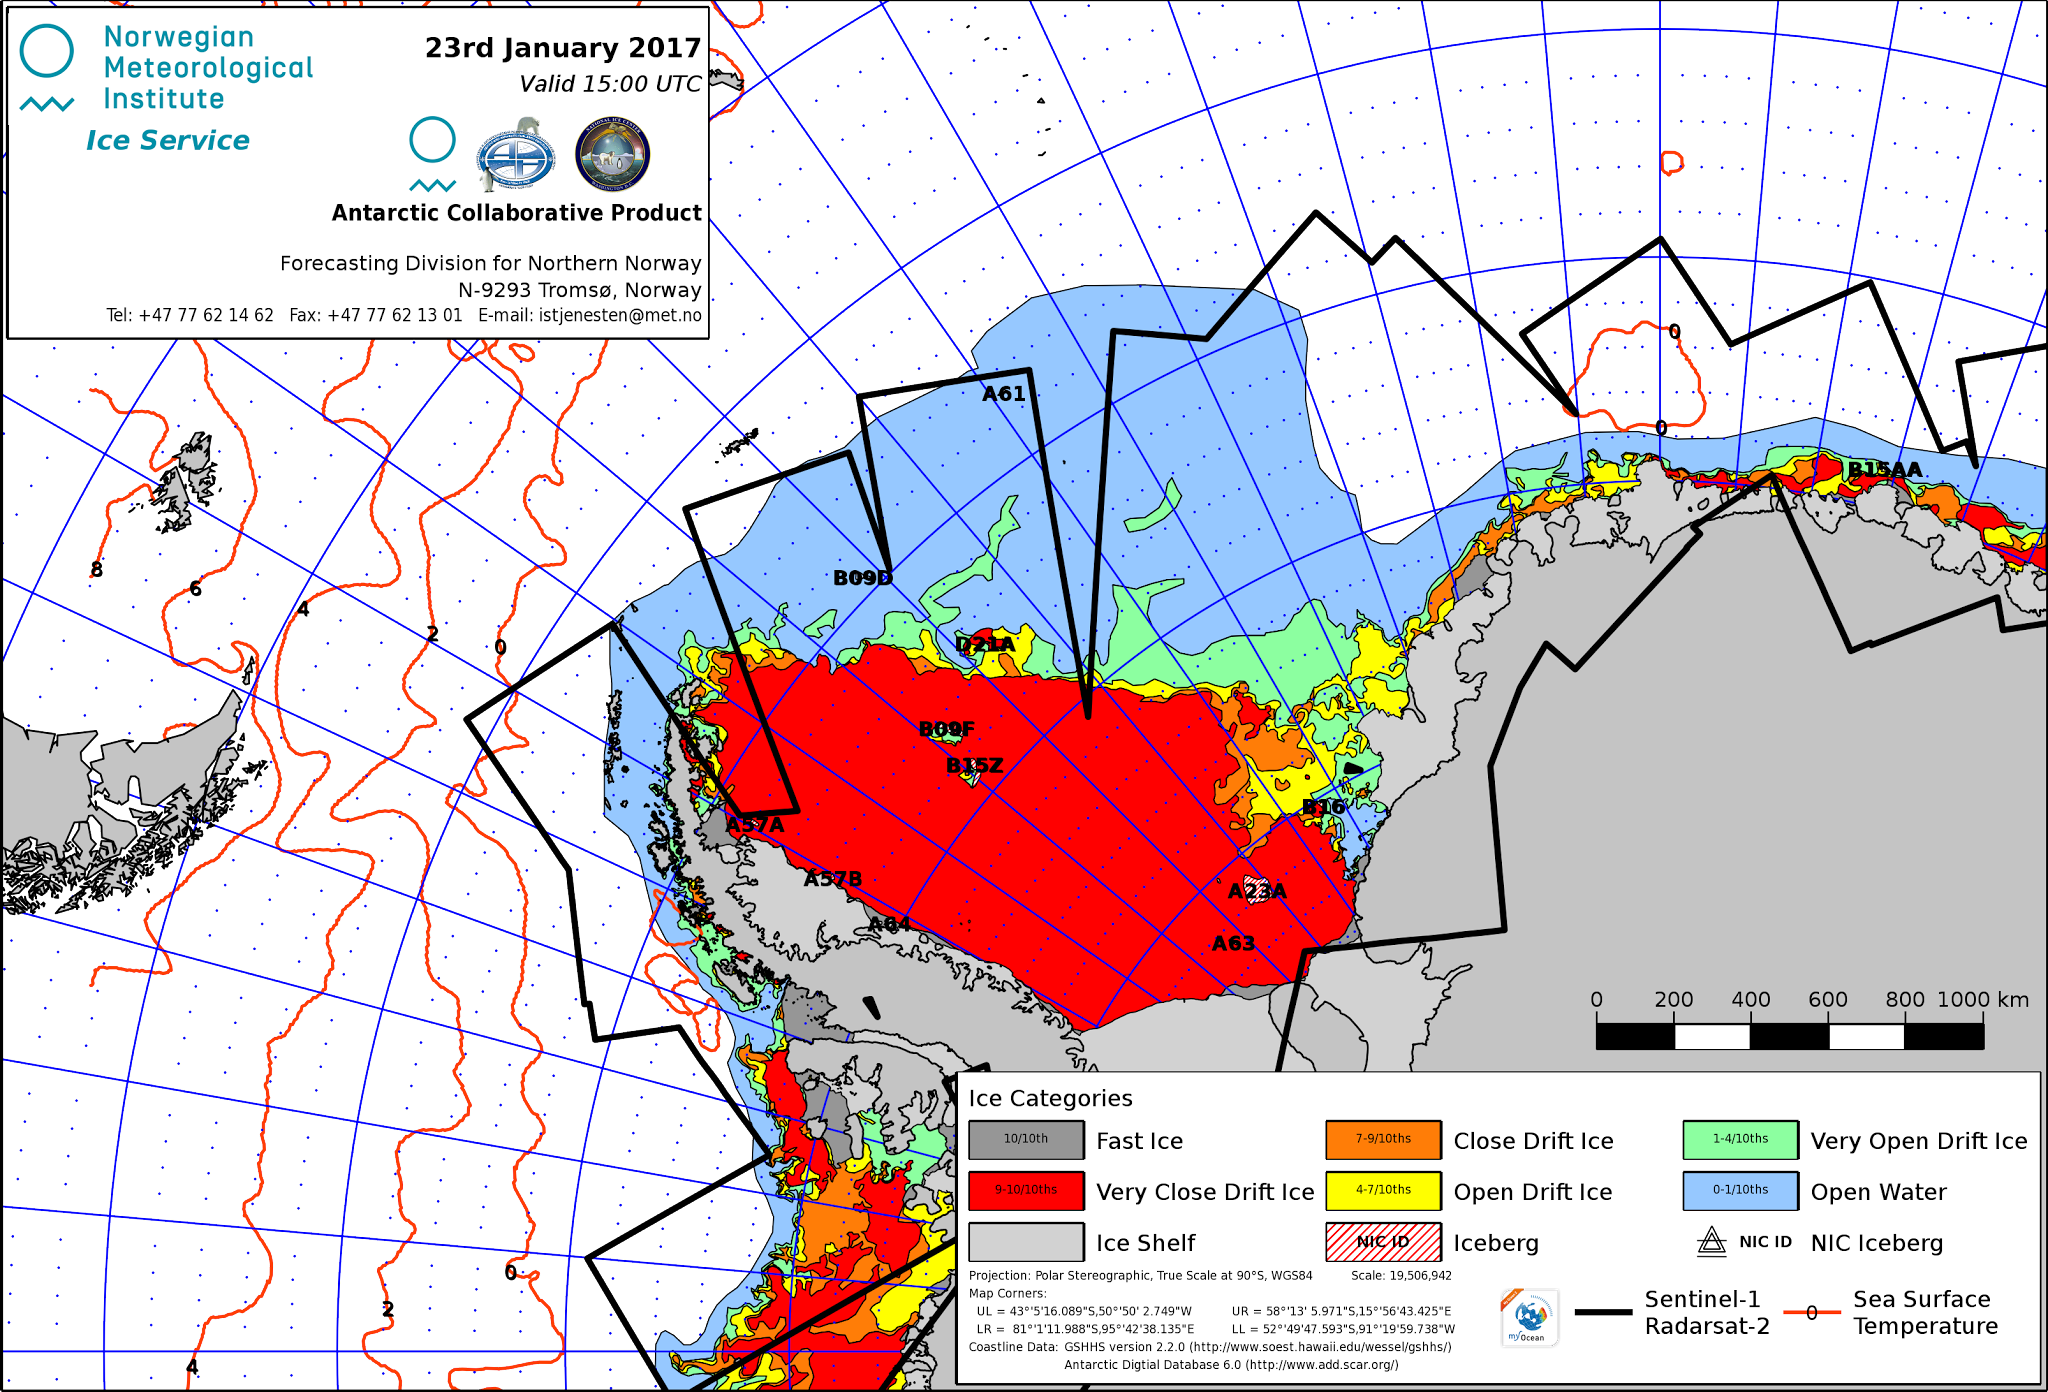 Norwegian
Meteorological
Institute
Ice Service
23rd January 2017
Valid 15:00 UTC
Antarctic Collaborative Product
Forecasting Division for Northern Norway
N-9293 Tromsø, Norway
Tel: +47 77 62 14 62 Fax: +47 77 62 13 01 E-mail: istjenesten@met.no
0
A61
0
B15AA
8
6
4
2
0
B09D
D21A
B09F
B15Z
B16
A57A
A57B
A23A
A64
A63
0
2
4
0 200 400 600 800 1000 km
Ice Categories
10/10th Fast Ice
7-9/10ths Close Drift Ice
1-4/10ths Very Open Drift Ice
9-10/10ths Very Close Drift Ice
4-7/10ths Open Drift Ice
0-1/10ths Open Water
Ice Shelf
NIC ID Iceberg
NIC ID NIC Iceberg
Projection: Polar Stereographic, True Scale at 90°S, WGS84 Scale: 19,506,942
Map Corners:
UL = 43°'5'16.089"S,50°'50' 2.749"W UR = 58°'13' 5.971"S,15°'56'43.425"E
LR = 81°'1'11.988"S,95°'42'38.135"E LL = 52°'49'47.593"S,91°'19'59.738"W
Coastline Data: GSHHS version 2.2.0 (http://www.soest.hawaii.edu/wessel/gshhs/)
Antarctic Digtial Database 6.0 (http://www.add.scar.org/)
myOcean
Sentinel-1
Radarsat-2
0
Sea Surface
Temperature